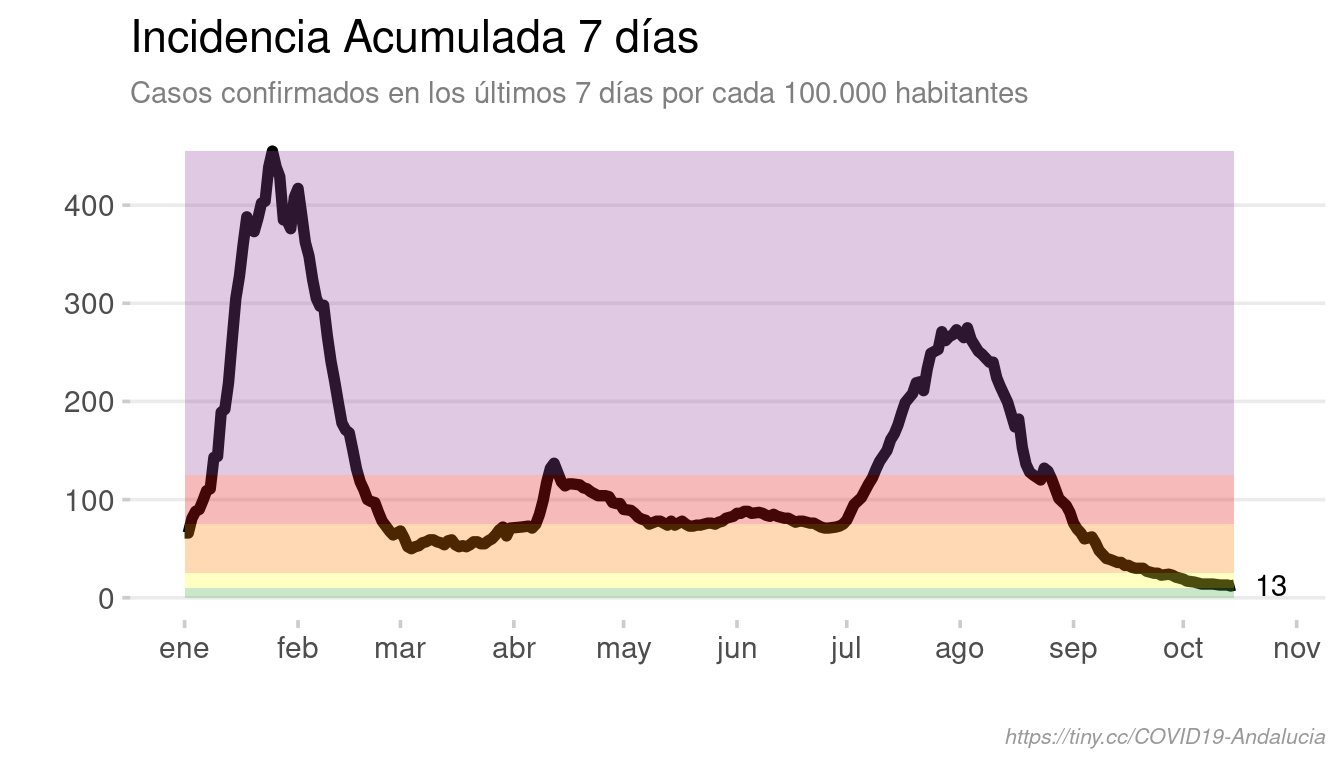 Incidencia Acumulada 7 días
Casos confirmados en los últimos 7 días por cada 100.000 habitantes
400
300
200
100
0
13
ene feb mar abr may jun jul ago sep oct nov
https://tiny.cc/COVID19-Andalucia